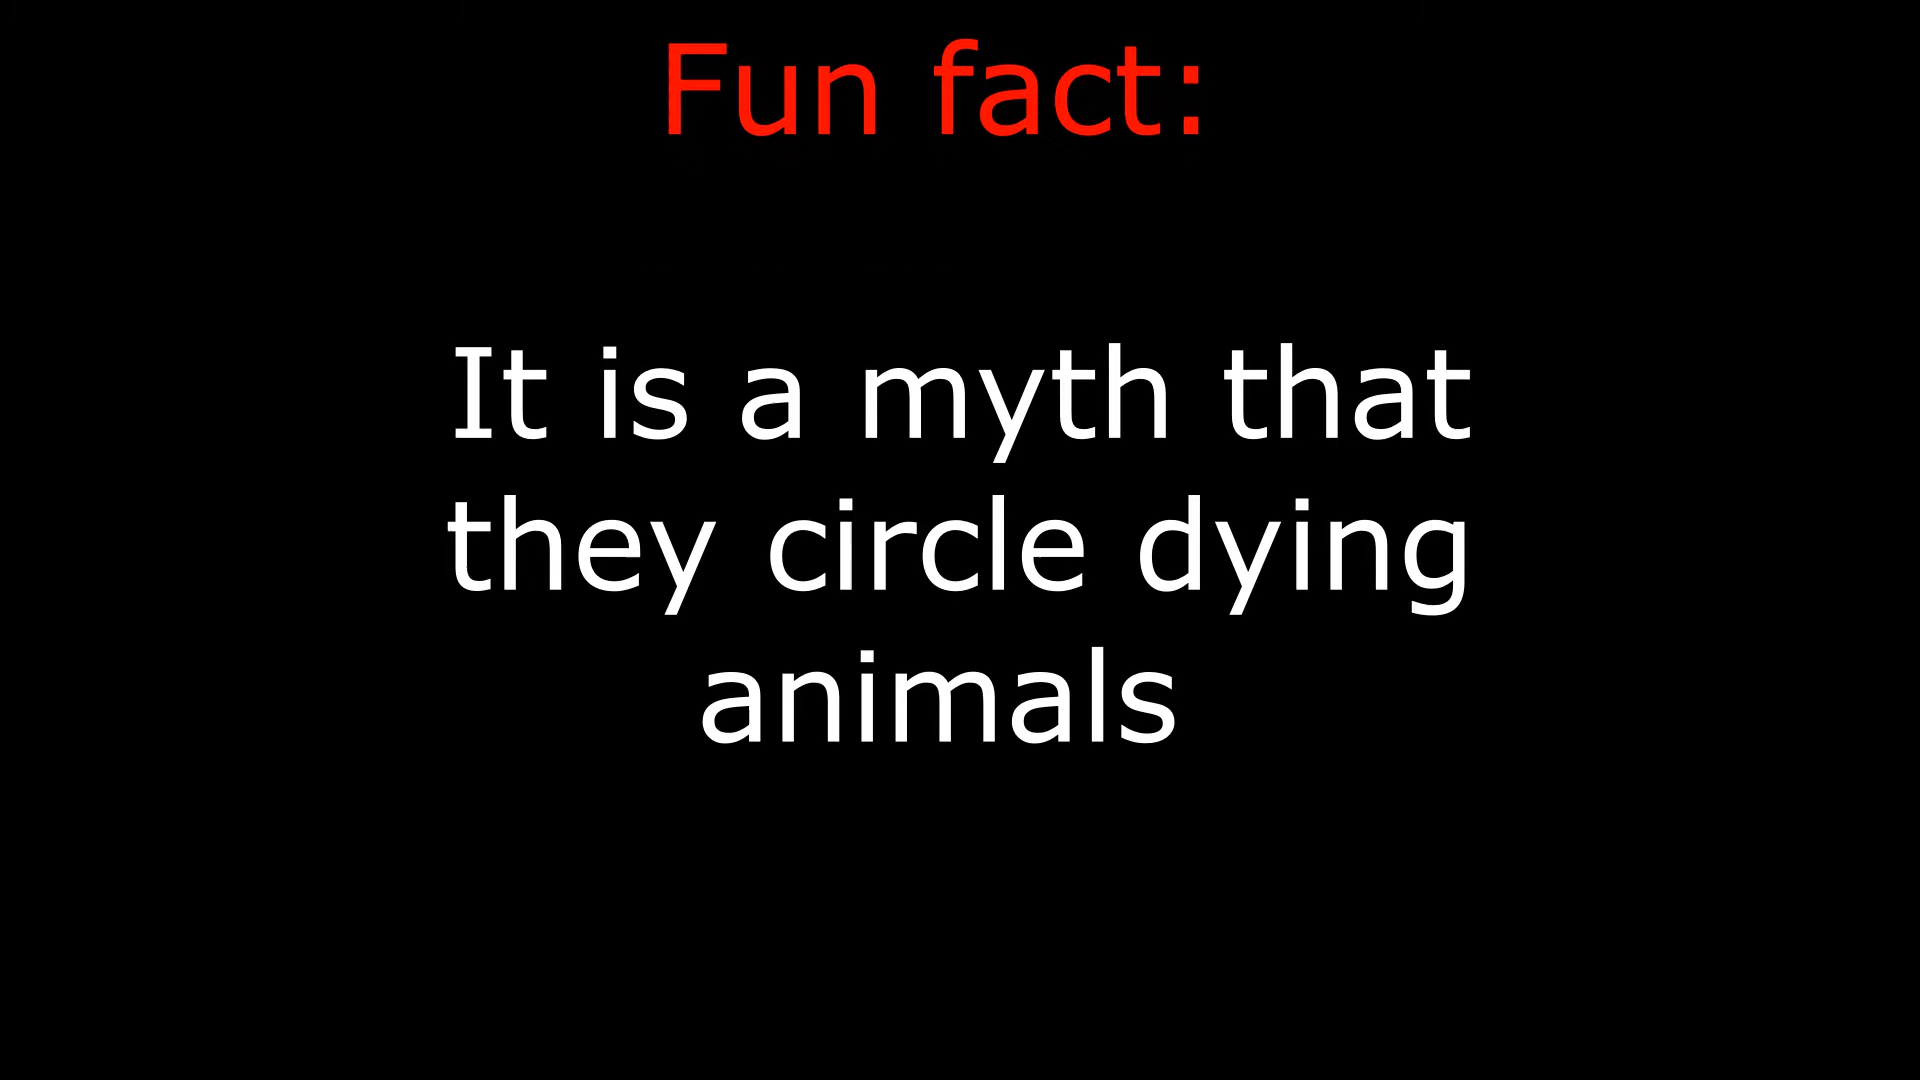 Fun fact:
It is a myth that
they circle dying
animals